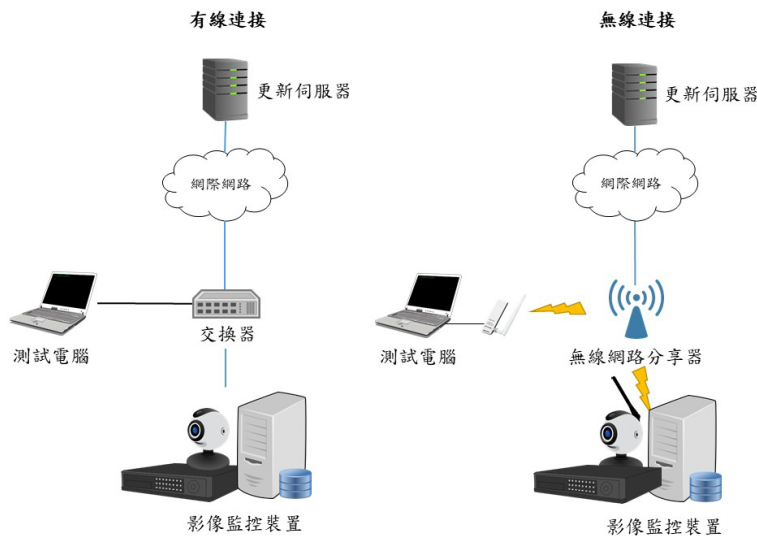 有線連接
更新伺服器
網際網路
測試電腦
交換器
影像監控裝置
無線連接
更新伺服器
網際網路
測試電腦
無線網路分享器
影像監控裝置